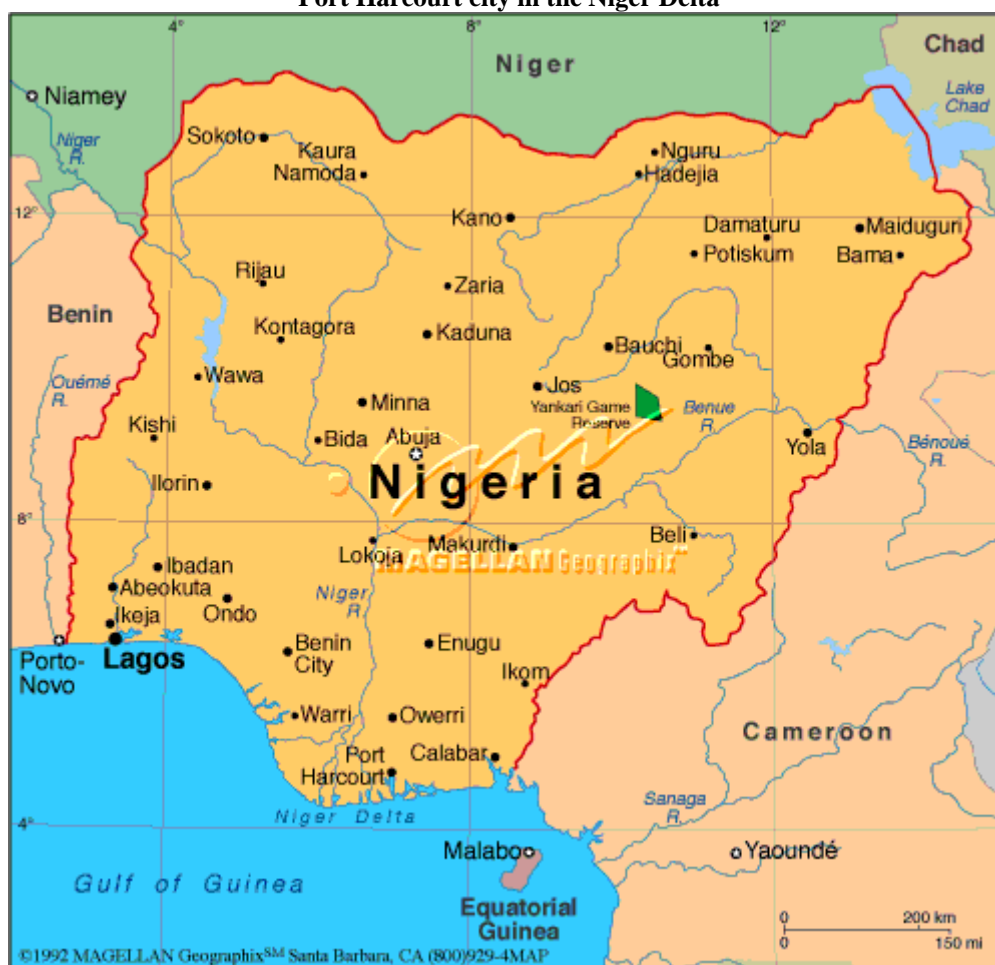 Port Harcourt city in the Niger Delta
4°
8°
12°
Chad
Niger
Lake
Chad
Niamey
Niger
R.
Sokoto
Kaura
Namoda
Nguru
Hadejia
12°
Kano
Damaturu
Maiduguri
Potiskum
Bama
Rijau
Zaria
Benin
Kontagora
Kaduna
Bauchi
Gombe
Ouémé
R.
Wawa
Jos
Minna
Yankari Game
Reserve
Benue
R.
Kishi
Bida
Abuja
Yola
Bénoué
R.
Ilorin
Nigeria
8°
Lokoja
Makurdi
Beli
MAGELLAN Geographix℠
Ibadan
Abeokuta
Niger
R.
Ondo
Ikeja
Lagos
Porto-
Novo
Benin
City
Enugu
Ikom
Warri
Owerri
Cameroon
Port
Harcourt
Calabar
Niger Delta
Sanaga
R.
4°
Malabo
Yaoundé
Gulf of Guinea
Equatorial
Guinea
0 200 km
0 150 mi
©1992 MAGELLAN Geographix℠ Santa Barbara, CA (800)929-4MAP